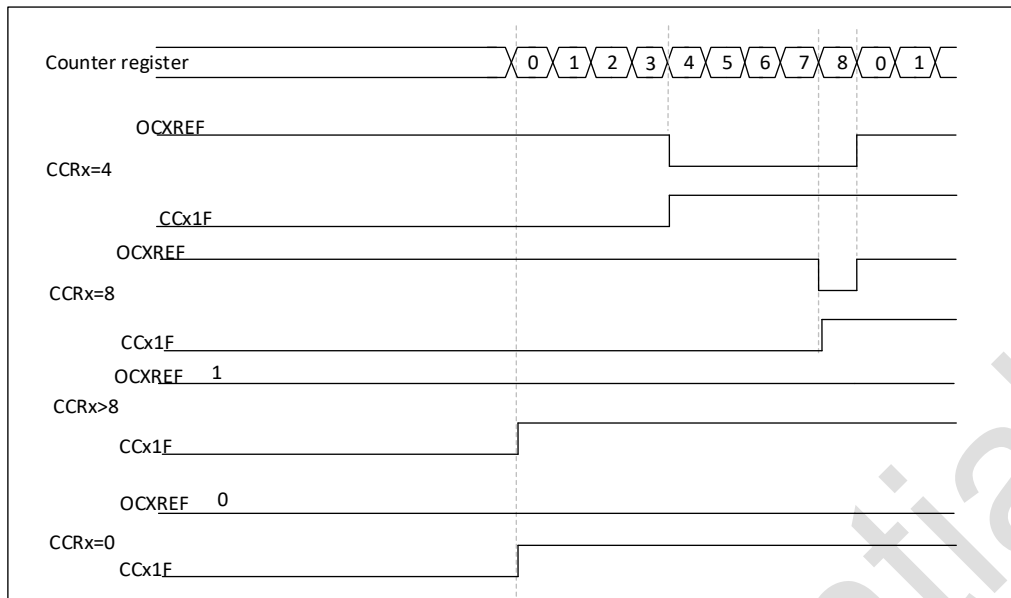 Counter register 0 1 2 3 4 5 6 7 8 0 1
OCXREF
CCRx=4
CCx1F
OCXREF
CCRx=8
CCx1F
OCXREF 1
CCRx>8
CCx1F
OCXREF 0
CCRx=0
CCx1F